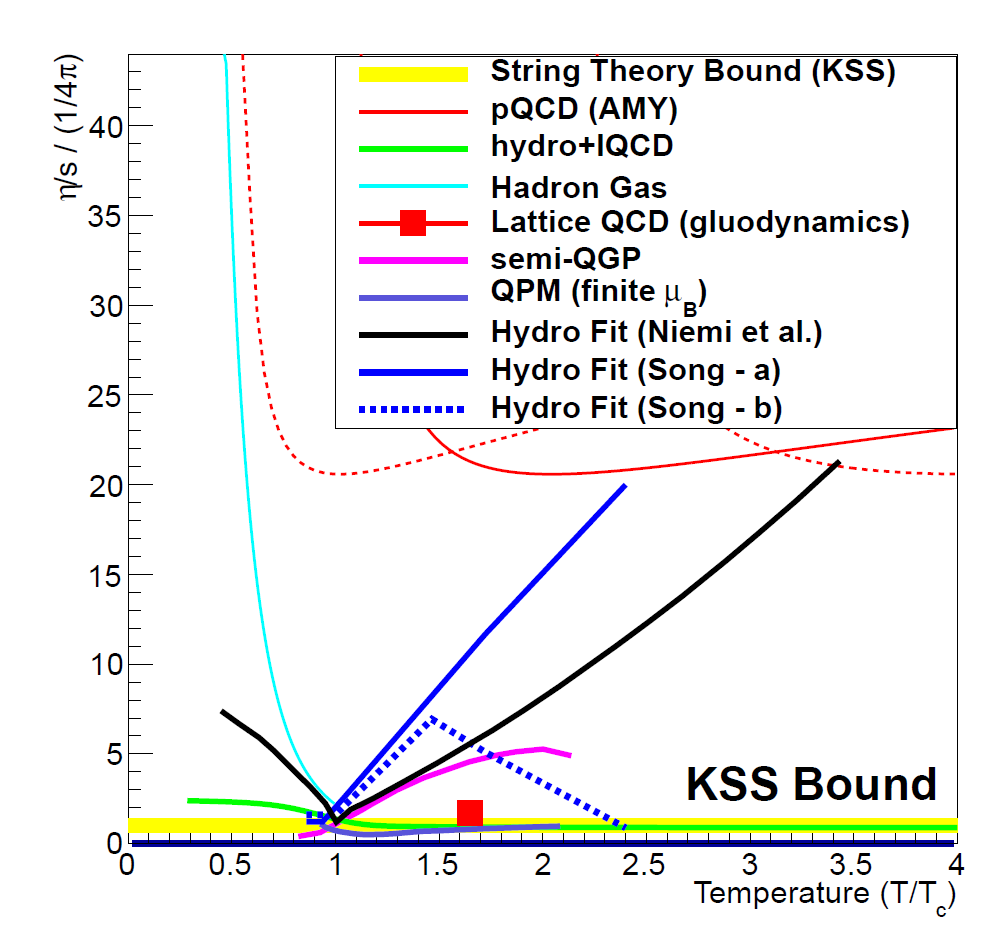 η/s / (1/4π)
String Theory Bound (KSS)
pQCD (AMY)
hydro+lQCD
Hadron Gas
Lattice QCD (gluodynamics)
semi-QGP
QPM (finite μ_B)
Hydro Fit (Niemi et al.)
Hydro Fit (Song - a)
Hydro Fit (Song - b)
40
35
30
25
20
15
10
5
0
KSS Bound
0 0.5 1 1.5 2 2.5 3 3.5 4
Temperature (T/T_c)